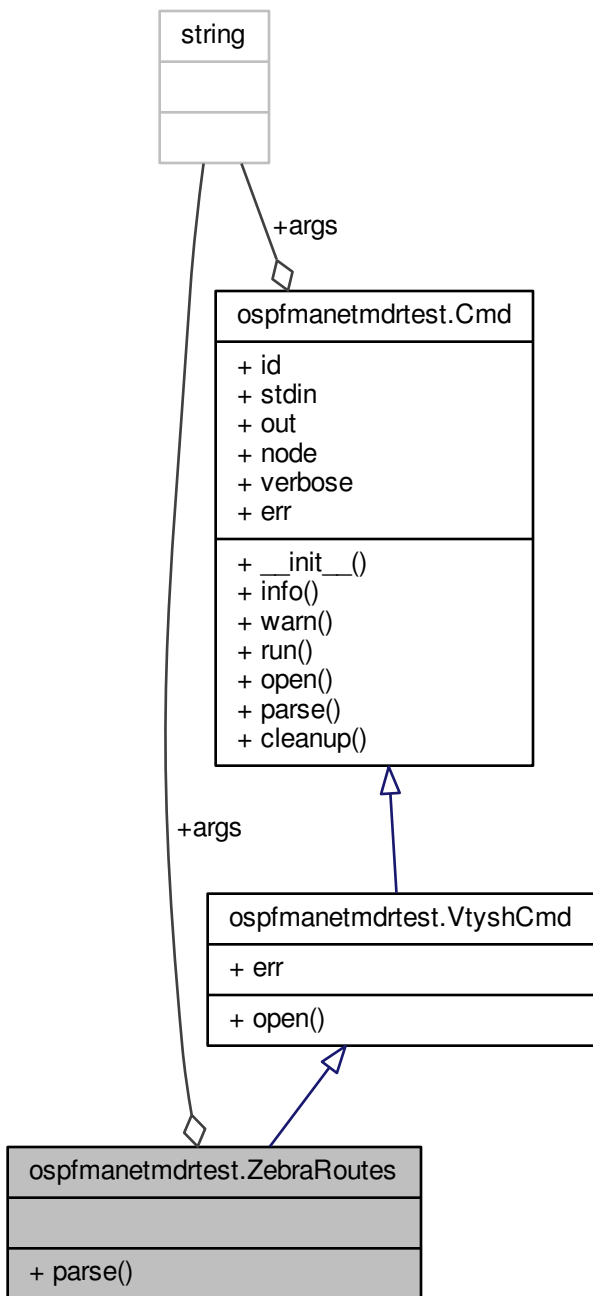 string
+args
ospfmanetmdrtest.Cmd
+ id
+ stdin
+ out
+ node
+ verbose
+ err
+ __init__()
+ info()
+ warn()
+ run()
+ open()
+ parse()
+ cleanup()
+args
ospfmanetmdrtest.VtyshCmd
+ err
+ open()
ospfmanetmdrtest.ZebraRoutes
+ parse()